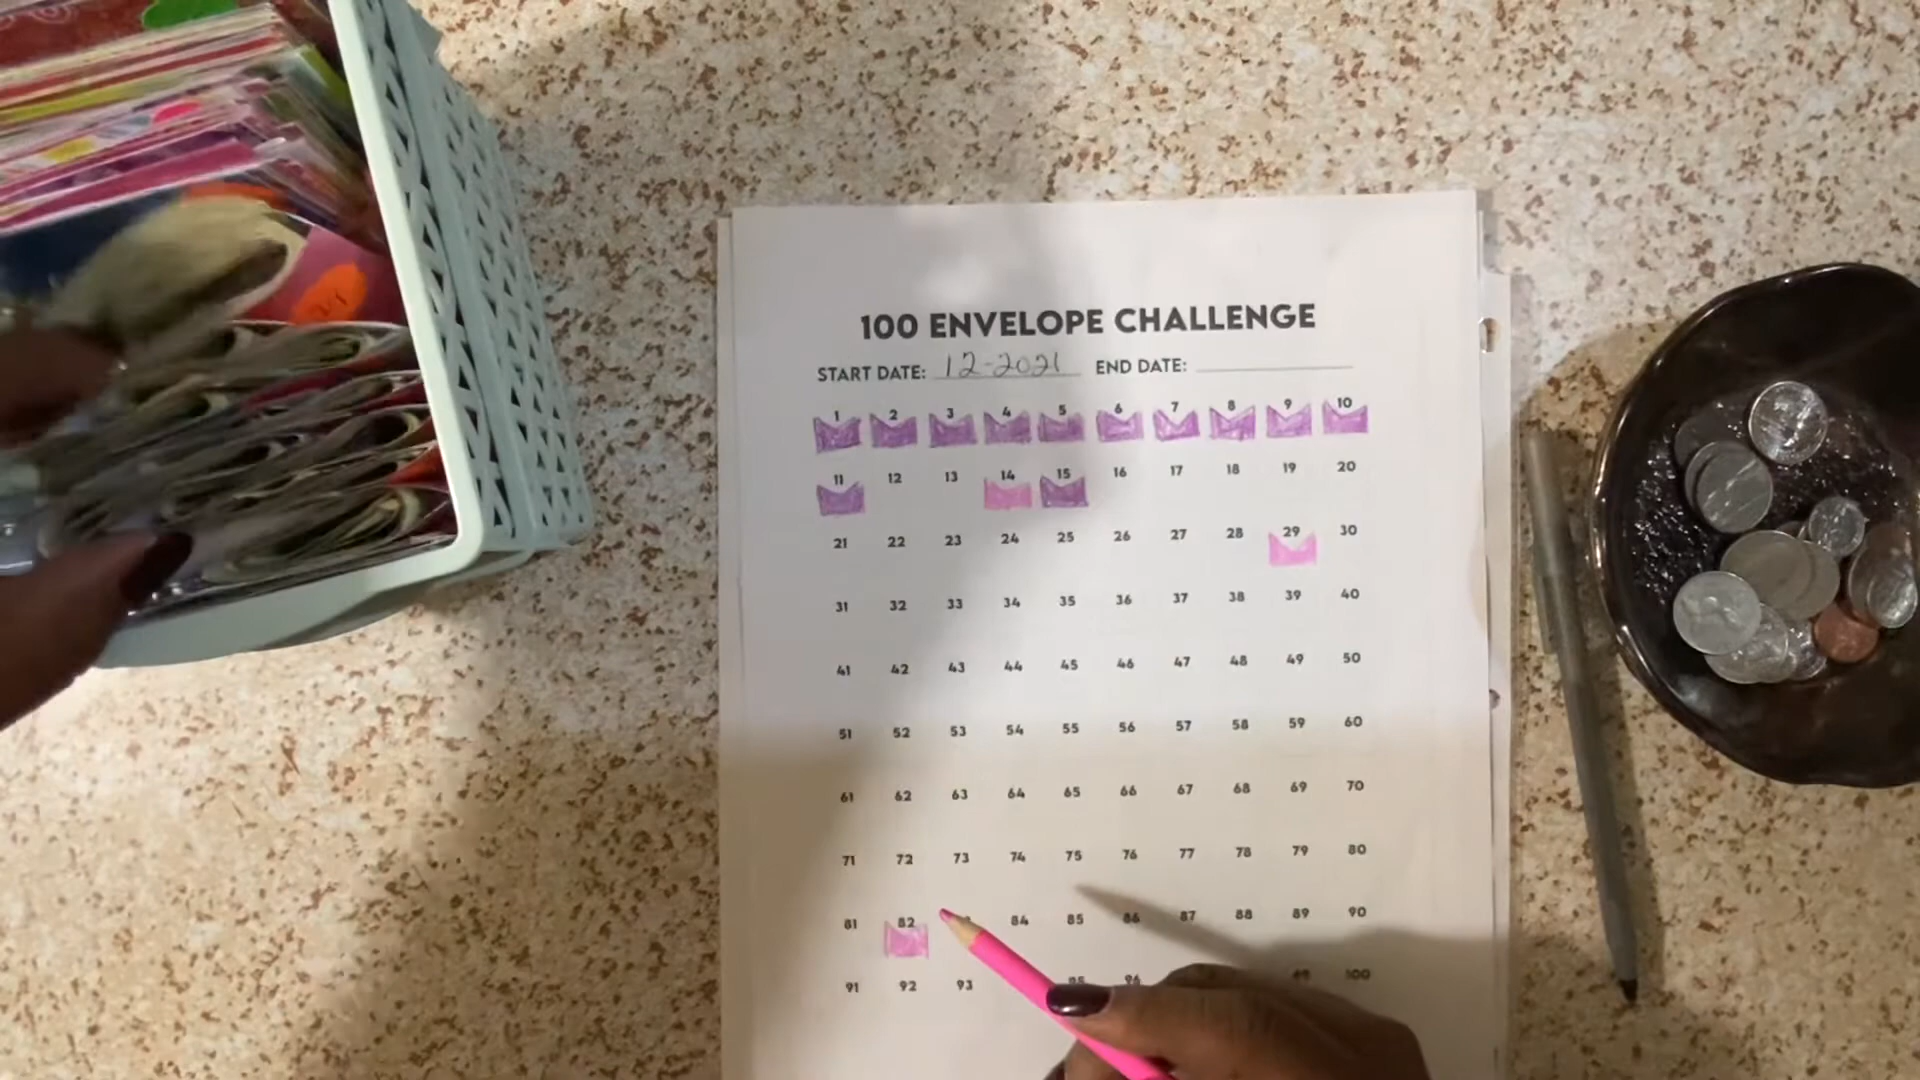 100 ENVELOPE CHALLENGE
START DATE: 12-2021 END DATE:
1 2 3 4 5 6 7 8 9 10
11 12 13 14 15 16 17 18 19 20
21 22 23 24 25 26 27 28 29 30
31 32 33 34 35 36 37 38 39 40
41 42 43 44 45 46 47 48 49 50
51 52 53 54 55 56 57 58 59 60
61 62 63 64 65 66 67 68 69 70
71 72 73 74 75 76 77 78 79 80
81 82 84 85 86 87 88 89 90
91 92 93 95 96 100